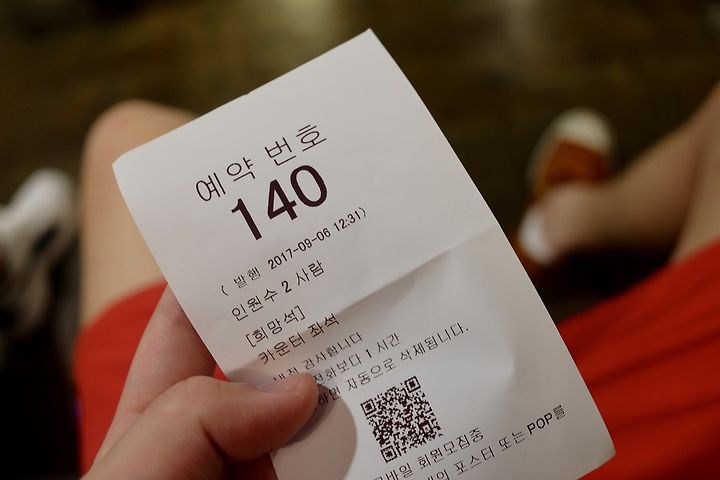 예약 번호
140
( 발행 2017-09-06 12:31)
인원수 2 사람
[희망석]
카운터 좌석
감사합니다
1 시간
자동으로 삭제됩니다.
회원모집중
포스터 또는 POP를